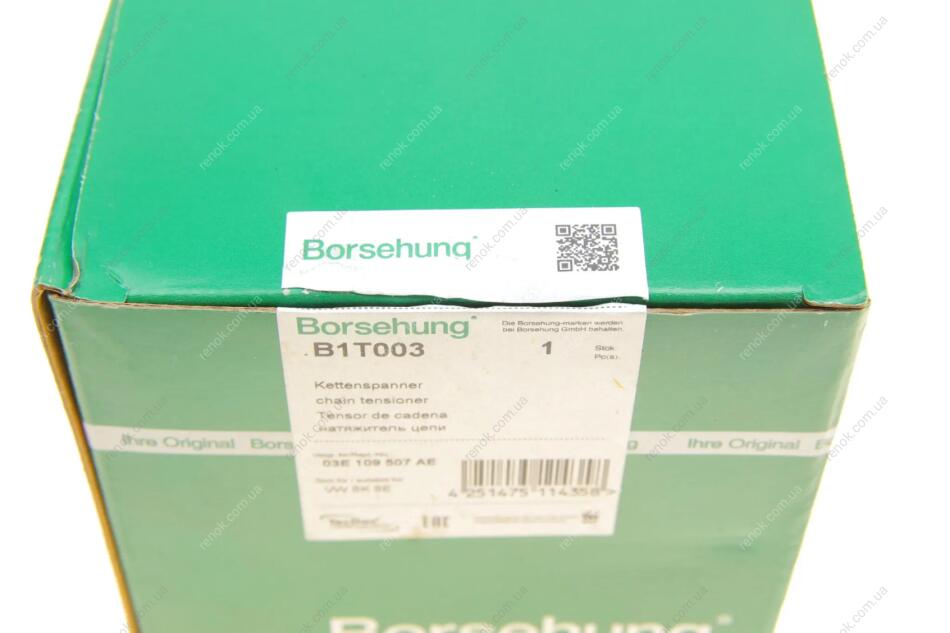 Borsehung
Borsehung
B1T003
1
Die Borsehung-marken werden
bei Borsehung GmbH behalten.
Stck.
Pc(s).
Kettenspanner
chain tensioner
Tensor de cadena
натяжитель цепи
03E 109 507 AE
VW SK SE
4 251475 114358 >
Ihre Original Bors
Ihre Original B
EAC
Borsehung
renok.com.ua